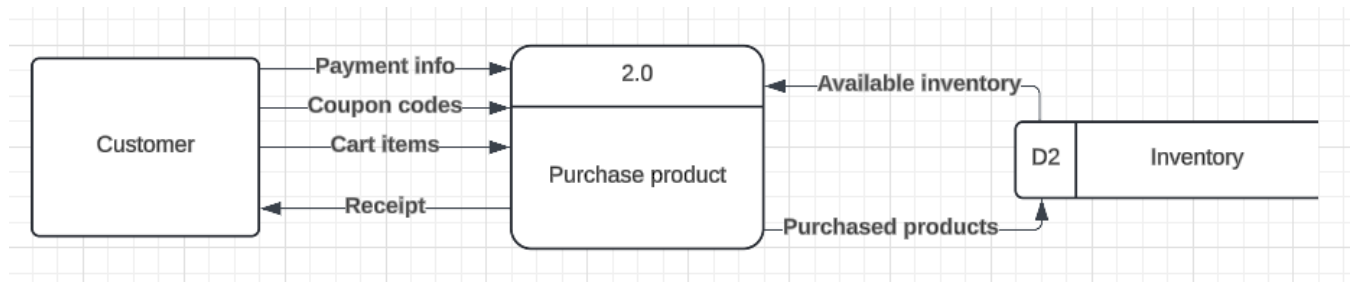 Customer
Payment info
Coupon codes
Cart items
Receipt
2.0
Purchase product
Available inventory
Purchased products
D2
Inventory